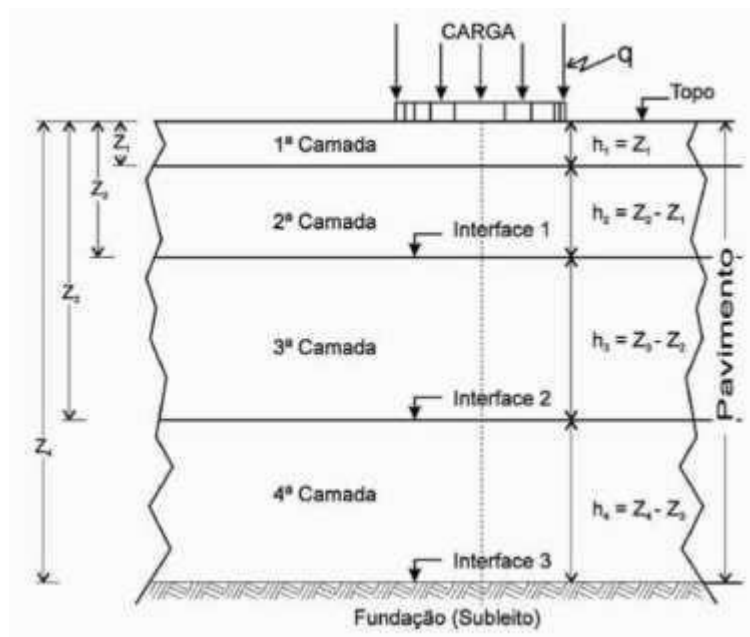 CARGA
q
Topo
Z₁
1ª Camada
h₁ = Z₁
Z₂
2ª Camada
Interface 1
h₂ = Z₂ - Z₁
Z₃
3ª Camada
h₃ = Z₃ - Z₂
Pavimento
Interface 2
Z₄
4ª Camada
h₄ = Z₄ - Z₃
Interface 3
Fundação (Subleito)